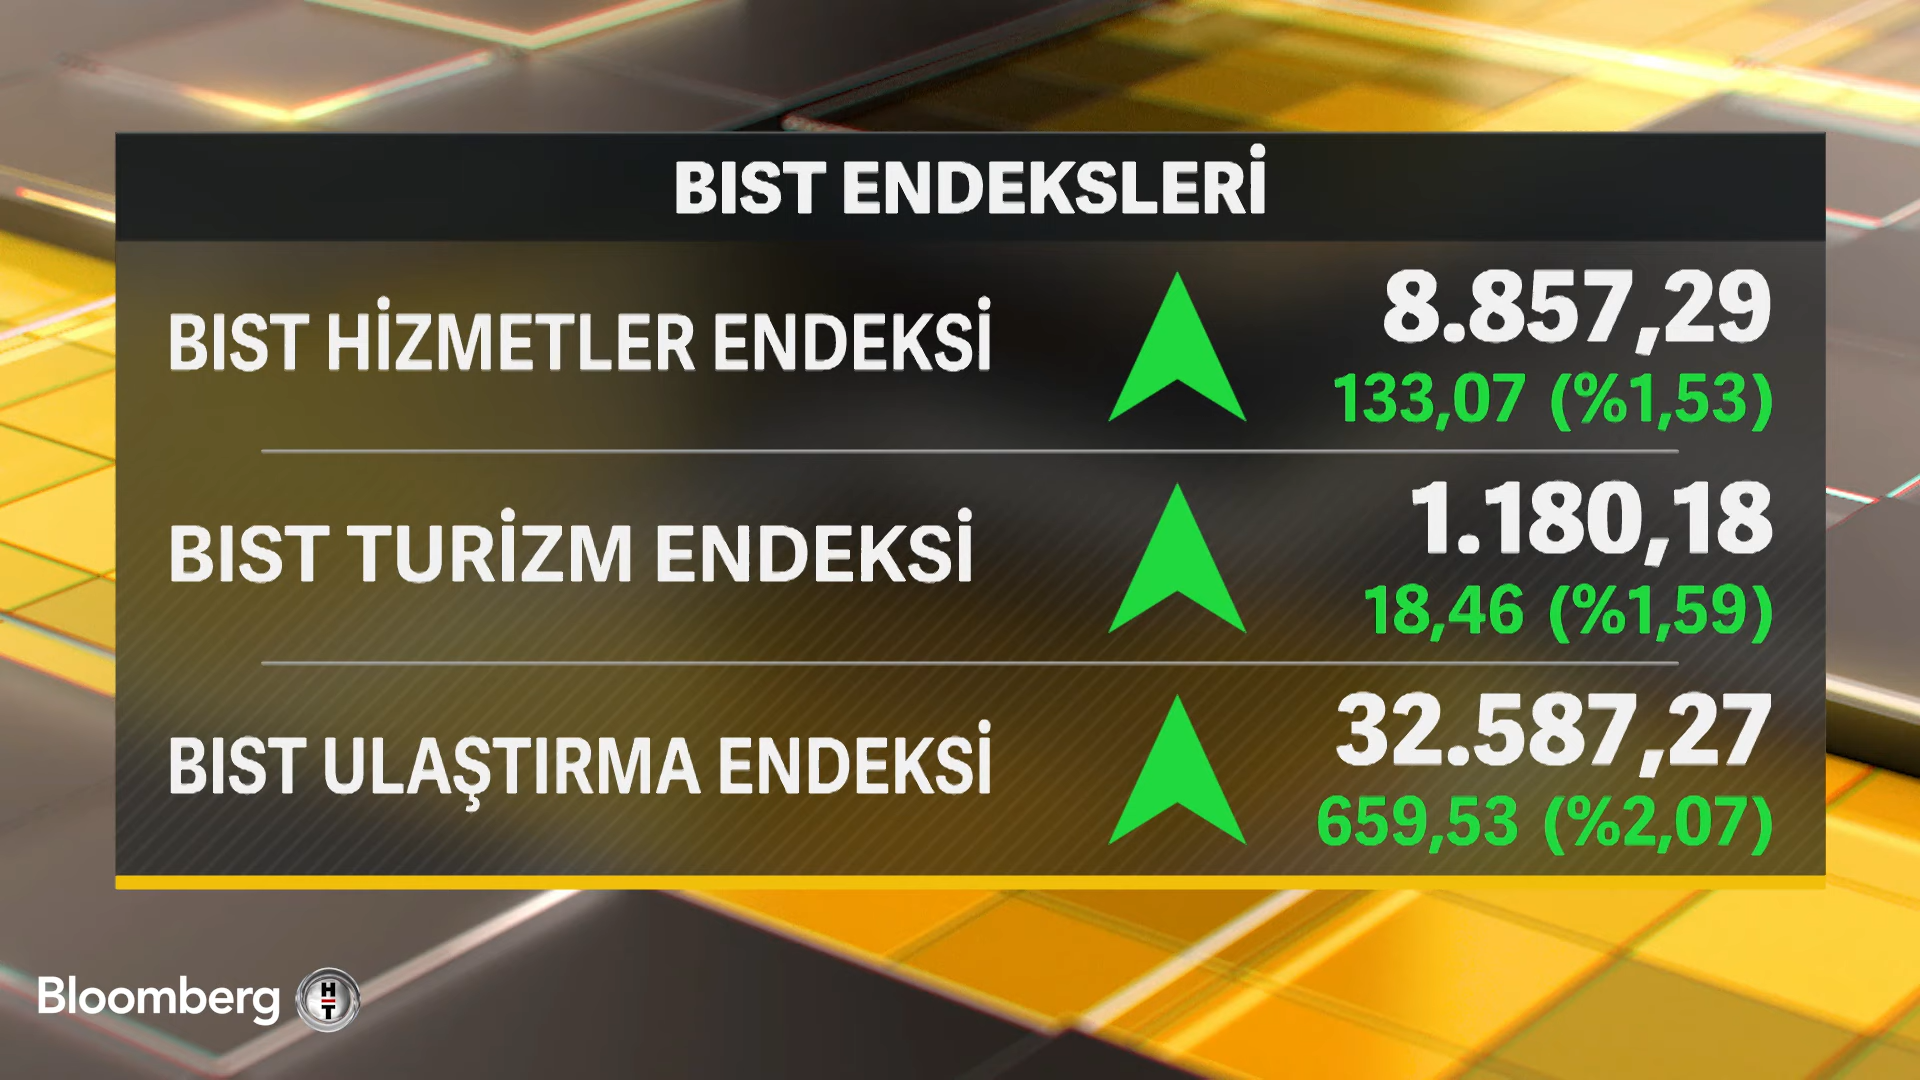 BIST ENDEKSLERİ
BIST HİZMETLER ENDEKSİ
8.857,29
133,07 (%1,53)
BIST TURİZM ENDEKSİ
1.180,18
18,46 (%1,59)
BIST ULAŞTIRMA ENDEKSİ
32.587,27
659,53 (%2,07)
Bloomberg HT